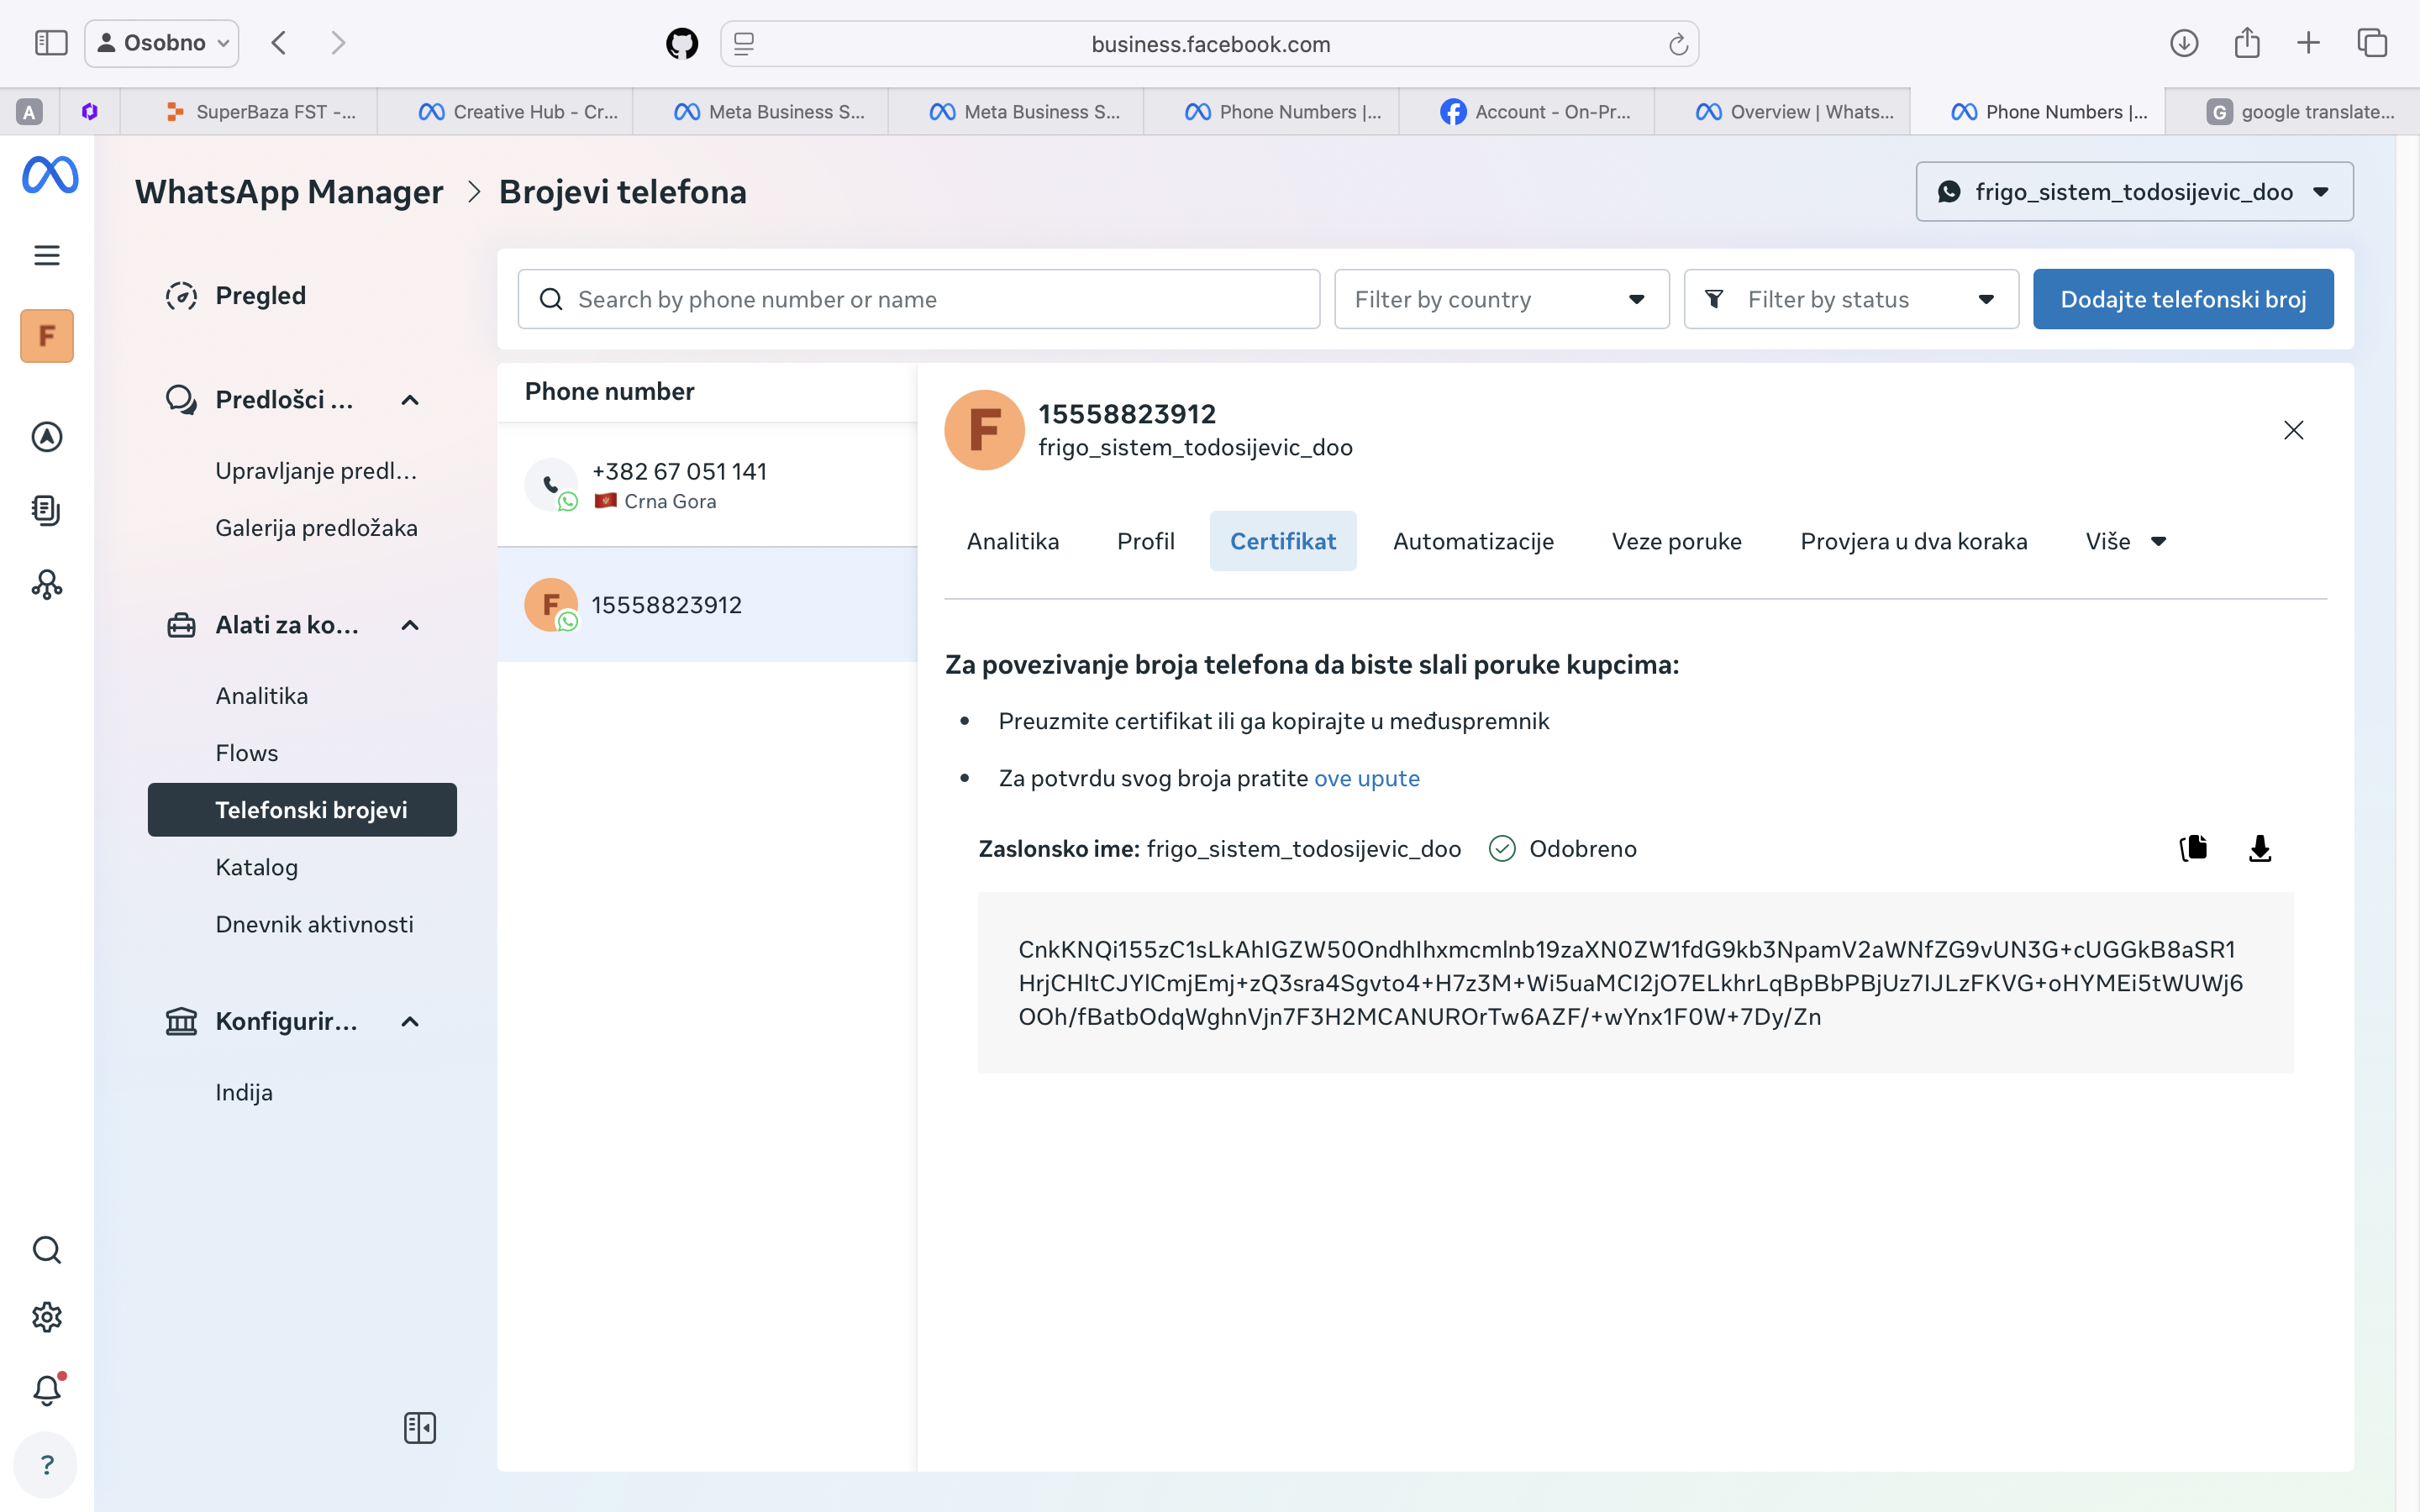 Osobno
business.facebook.com
A
SuperBaza FST -...
Creative Hub - Cr...
Meta Business S...
Meta Business S...
Phone Numbers |...
Account - On-Pr...
Overview | Whats...
Phone Numbers |...
G
google translate...
WhatsApp Manager > Brojevi telefona
frigo_sistem_todosijevic_doo
F
Pregled
Predlošci ...
Upravljanje predl...
Galerija predložaka
Alati za ko...
Analitika
Flows
Telefonski brojevi
Katalog
Dnevnik aktivnosti
Konfigurir...
Indija
?
Search by phone number or name
Filter by country
Filter by status
Dodajte telefonski broj
Phone number
+382 67 051 141
Crna Gora
F
15558823912
F
15558823912
frigo_sistem_todosijevic_doo
Analitika
Profil
Certifikat
Automatizacije
Veze poruke
Provjera u dva koraka
Više
Za povezivanje broja telefona da biste slali poruke kupcima:
• Preuzmite certifikat ili ga kopirajte u međuspremnik
• Za potvrdu svog broja pratite ove upute
Zaslonsko ime: frigo_sistem_todosijevic_doo Odobreno
CnkKNQi155zC1sLkAhIGZW50OndhIhxmcmlnb19zaXN0ZW1fdG9kb3NpamV2aWNfZG9vUN3G+cUGGkB8aSR1
HrjCHltCJYlCmjEmj+zQ3sra4Sgvto4+H7z3M+Wi5uaMCI2jO7ELkhrLqBpBbPBjUz7IJLzFKVG+oHYMEi5tWUWj6
OOh/fBatbOdqWghnVjn7F3H2MCANUROrTw6AZF/+wYnx1F0W+7Dy/Zn